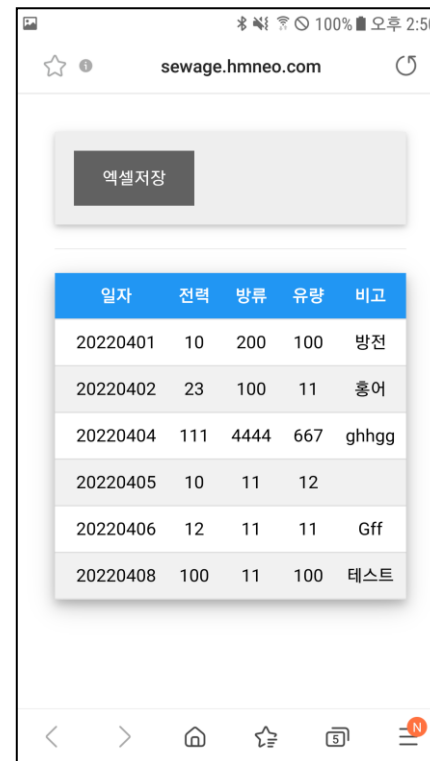 100% 오후 2:50
sewage.hmneo.com
엑셀저장
일자 전력 방류 유량 비고
20220401 10 200 100 방전
20220402 23 100 11 홍어
20220404 111 4444 667 ghhgg
20220405 10 11 12
20220406 12 11 11 Gff
20220408 100 11 100 테스트
5 N